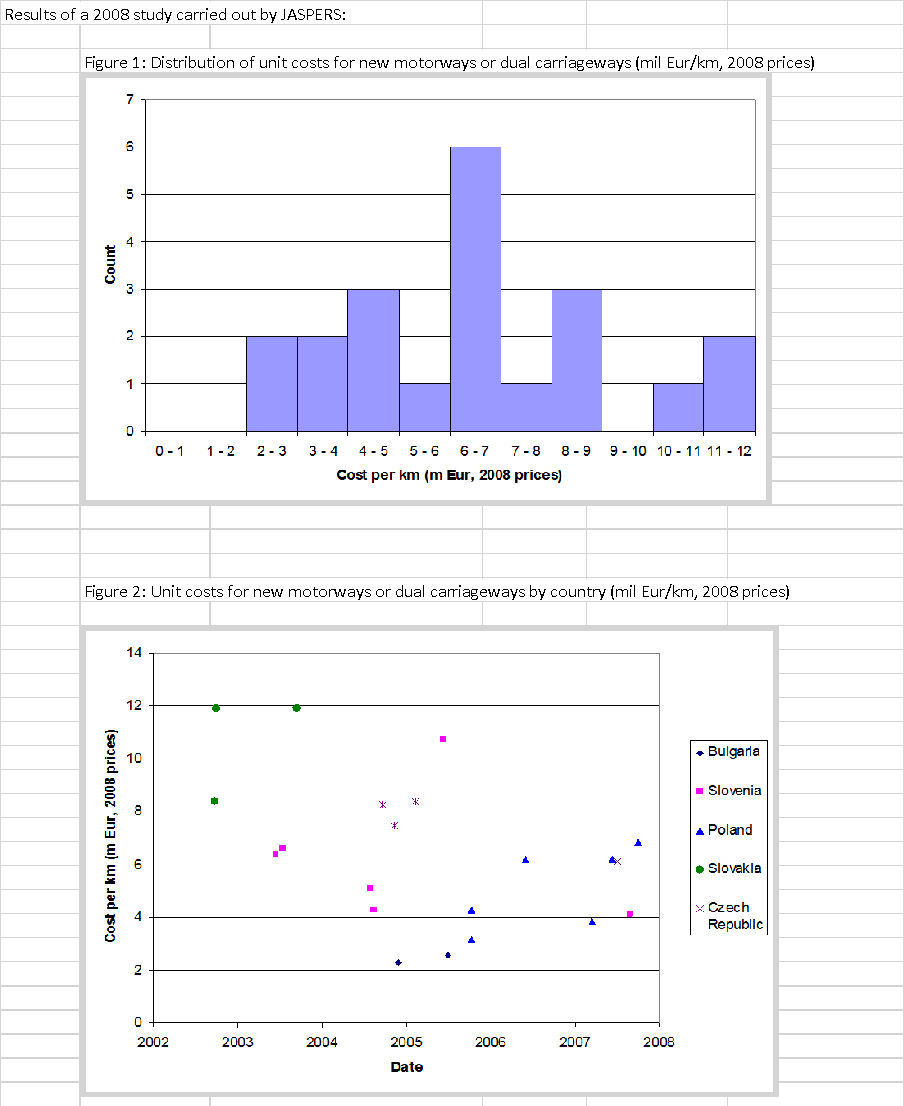 Results of a 2008 study carried out by JASPERS:
Figure 1: Distribution of unit costs for new motorways or dual carriageways (mil Eur/km, 2008 prices)
7
6
5
4
3
2
1
0
Count
0 - 1 1 - 2 2 - 3 3 - 4 4 - 5 5 - 6 6 - 7 7 - 8 8 - 9 9 - 10 10 - 11 11 - 12
Cost per km (m Eur, 2008 prices)
Figure 2: Unit costs for new motorways or dual carriageways by country (mil Eur/km, 2008 prices)
14
12
10
8
6
4
2
0
Cost per km (m Eur, 2008 prices)
2002 2003 2004 2005 2006 2007 2008
Date
Bulgaria
Slovenia
Poland
Slovakia
Czech
Republic